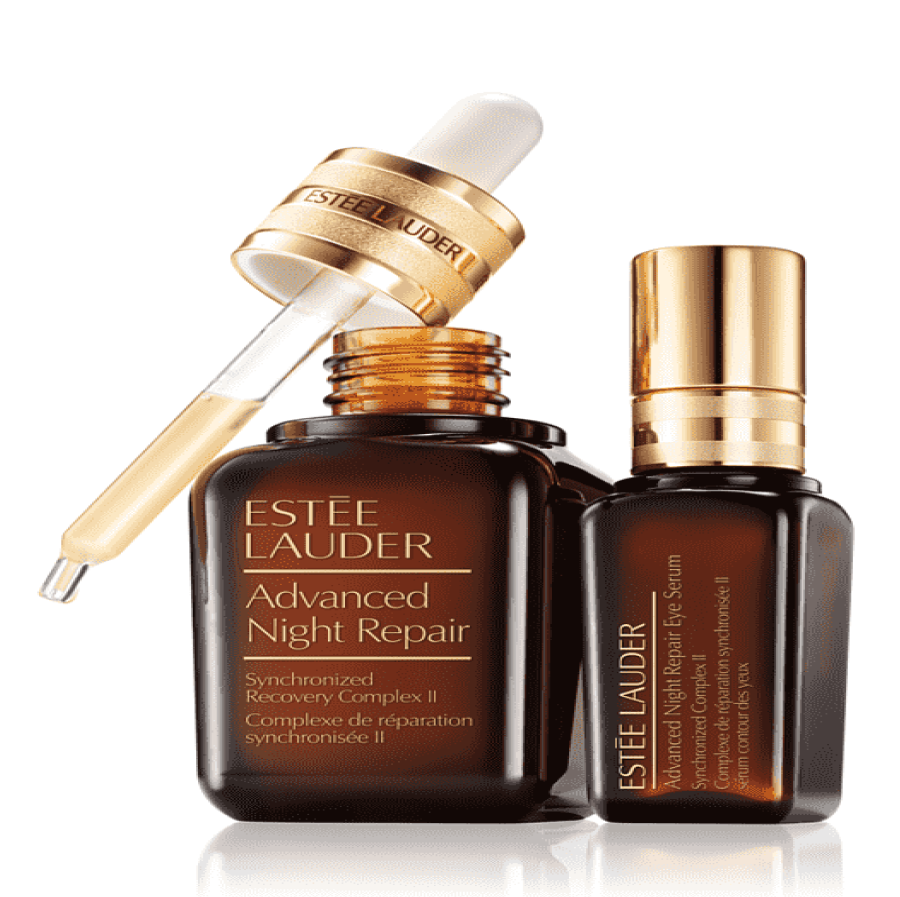 ESTĒE LAUDER
ESTĒE
LAUDER
Advanced
Night Repair
Synchronized
Recovery Complex II
Complexe de réparation
synchronisée II
ESTĒE LAUDER
Advanced Night Repair Eye Serum
Synchronized Complex II
Complexe de réparation synchronisée II
sérum contour des yeux